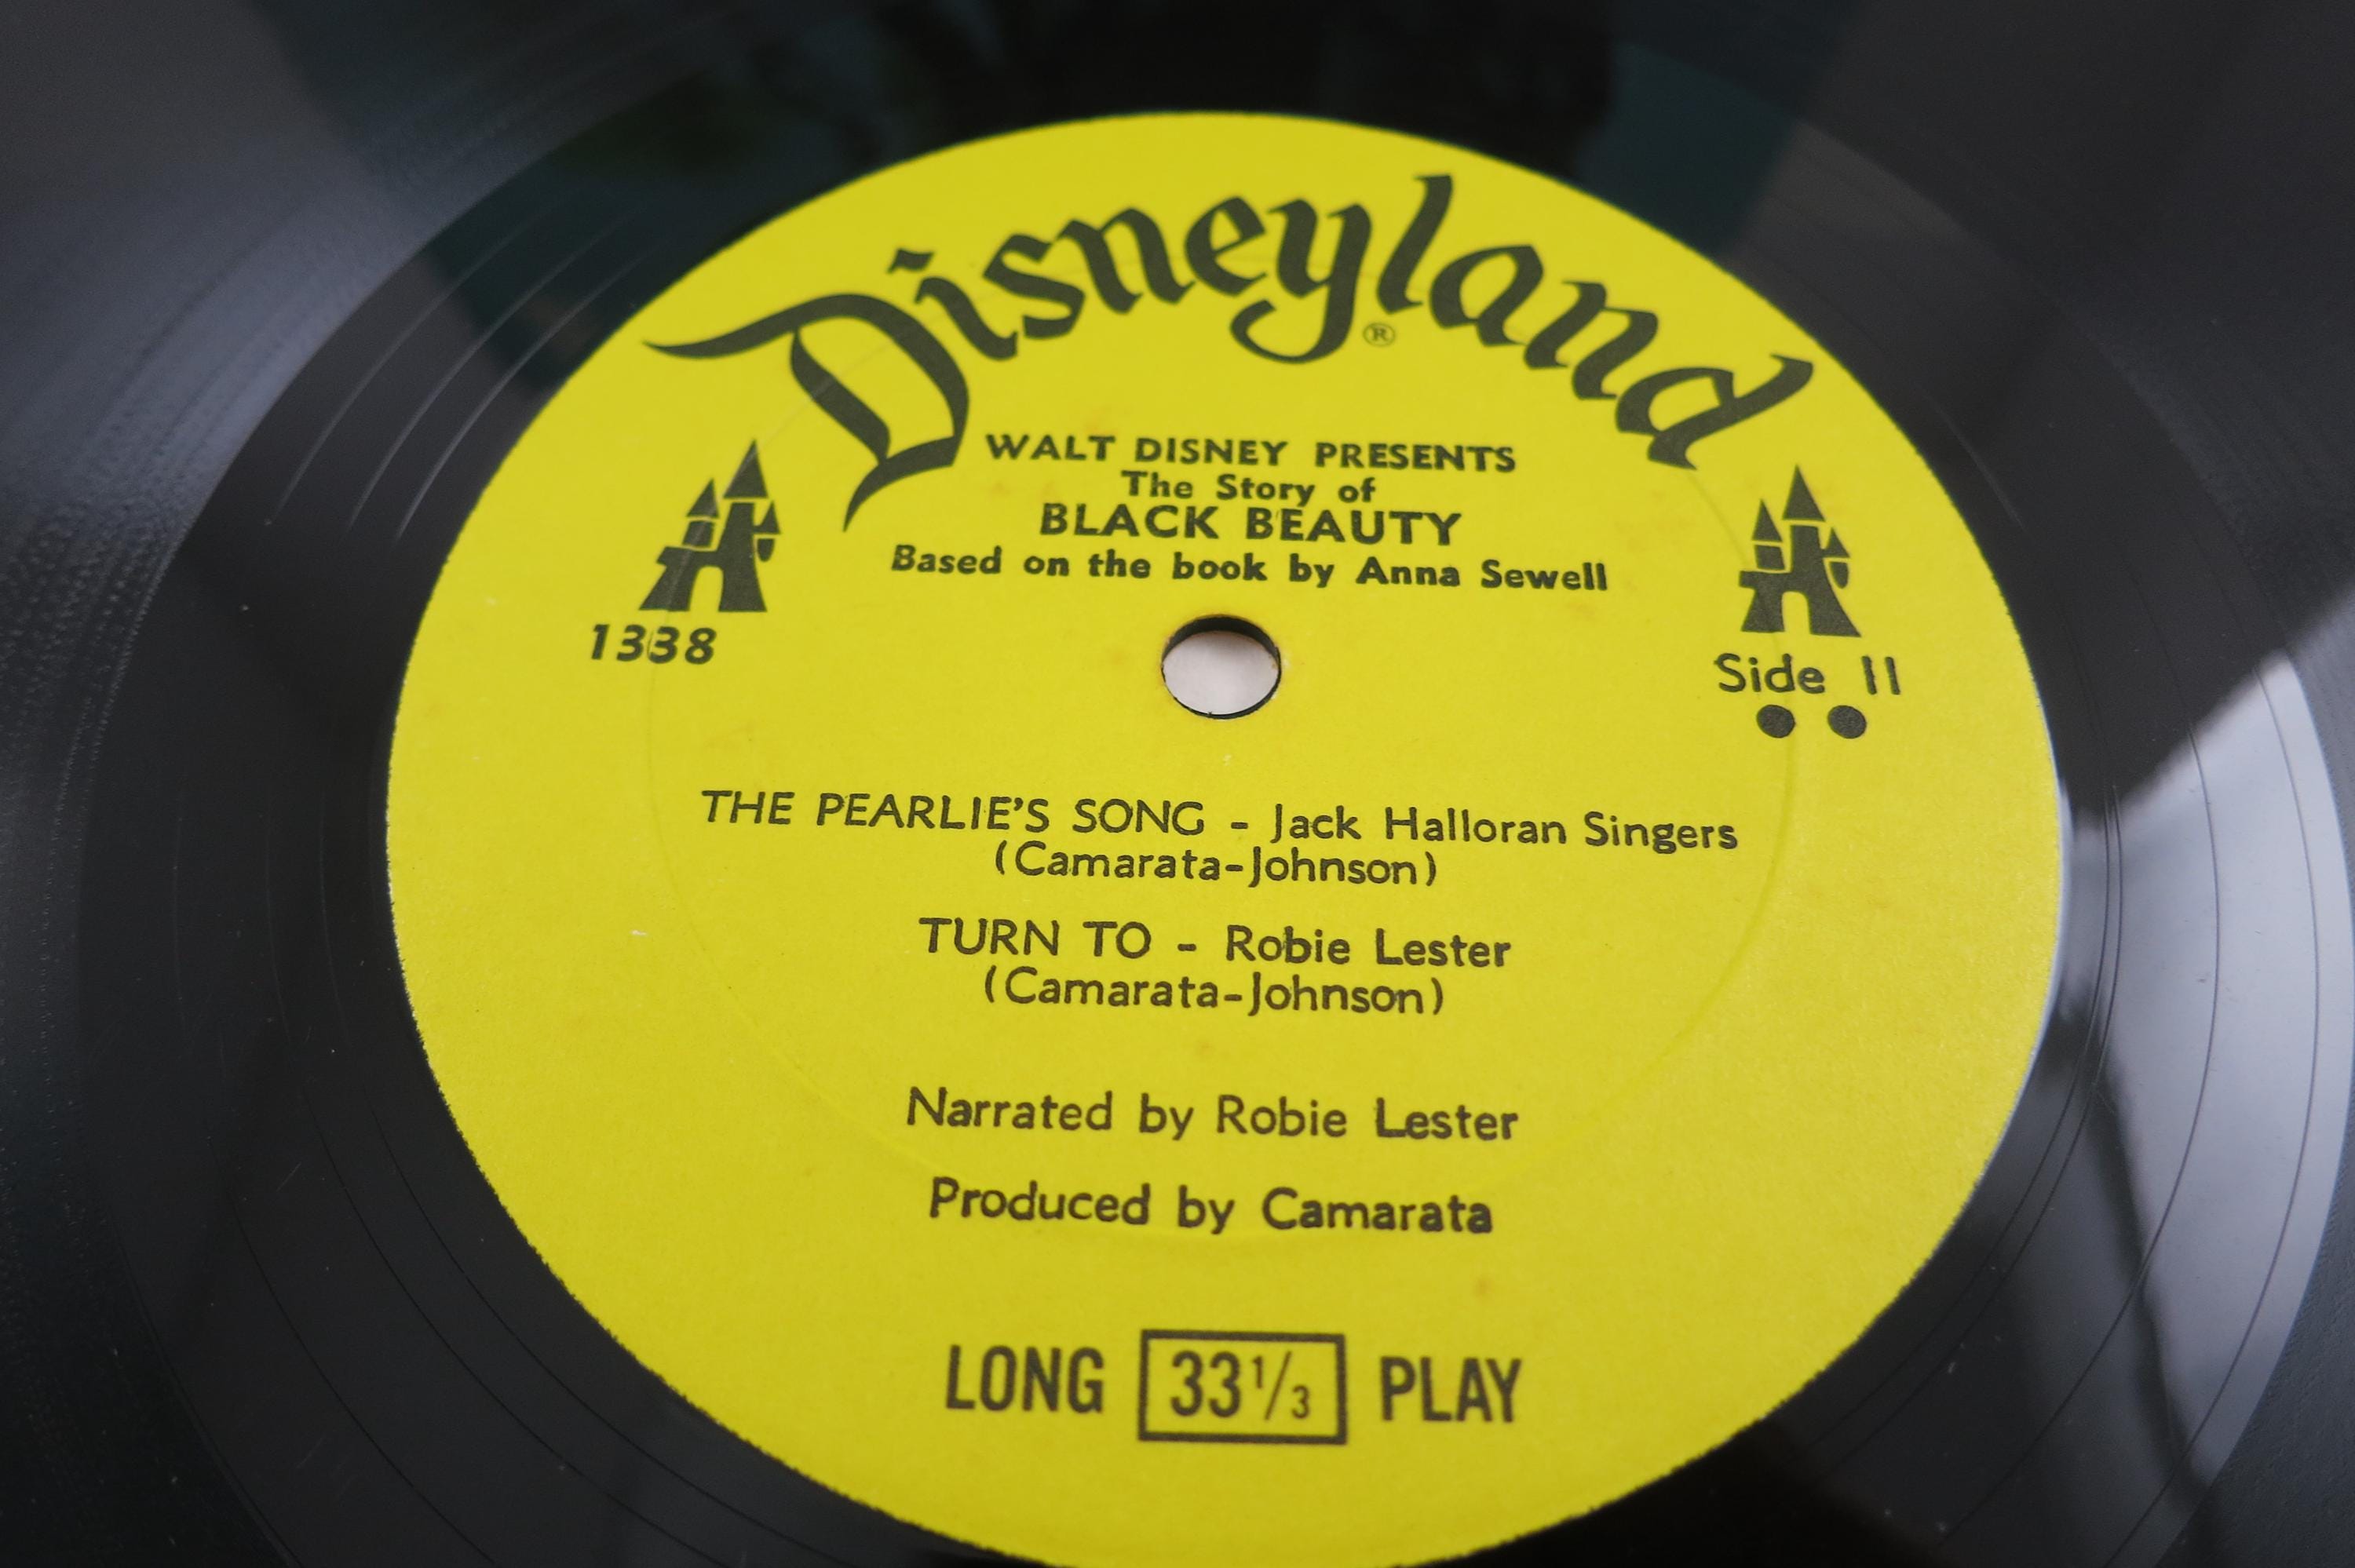 Disneyland®
WALT DISNEY PRESENTS
The Story of
BLACK BEAUTY
Based on the book by Anna Sewell
1338
Side II
THE PEARLIE'S SONG - Jack Halloran Singers
(Camarata-Johnson)
TURN TO - Robie Lester
(Camarata-Johnson)
Narrated by Robie Lester
Produced by Camarata
LONG 33⅓ PLAY